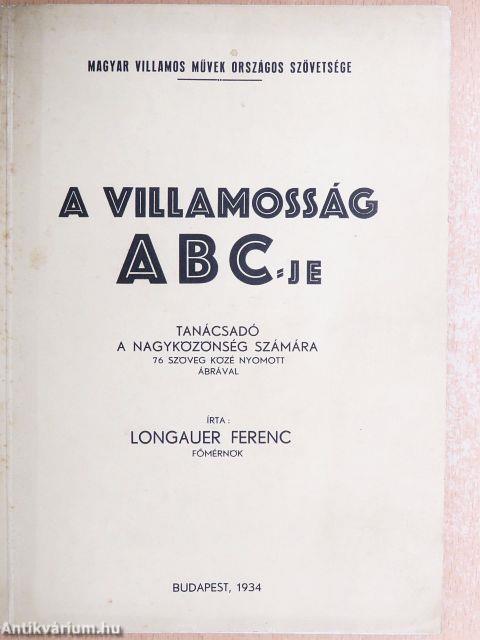 MAGYAR VILLAMOS MŰVEK ORSZÁGOS SZÖVETSÉGE
A VILLAMOSSÁG
ABC-JE
TANÁCSADÓ
A NAGYKÖZÖNSÉG SZÁMÁRA
76 SZÖVEG KÖZÉ NYOMOTT
ÁBRÁVAL
ÍRTA:
LONGAUER FERENC
FŐMÉRNÖK
BUDAPEST, 1934
Antikvárium.hu